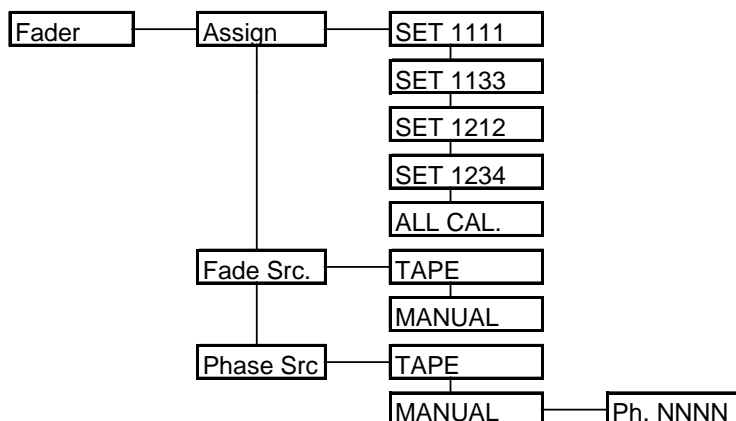 Fader
Assign
SET 1111
SET 1133
SET 1212
SET 1234
ALL CAL.
Fade Src.
TAPE
MANUAL
Phase Src
TAPE
MANUAL
Ph. NNNN